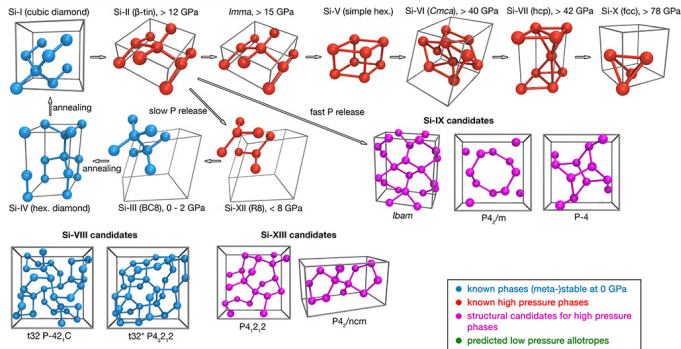 Si-I (cubic diamond)
Si-II (β-tin), > 12 GPa
Imma, > 15 GPa
Si-V (simple hex.)
Si-VI (Cmca), > 40 GPa
Si-VII (hcp), > 42 GPa
Si-X (fcc), > 78 GPa
annealing
slow P release
fast P release
Si-IX candidates
annealing
Si-IV (hex. diamond)
Si-III (BC8), 0 - 2 GPa
Si-XII (R8), < 8 GPa
Ibam
P4₂/m
P-4
Si-VIII candidates
Si-XIII candidates
t32 P-42₁C
t32* P4₃2₁2
P4₁2₁2
P4₂/ncm
known phases (meta-)stable at 0 GPa
known high pressure phases
structural candidates for high pressure
phases
predicted low pressure allotropes